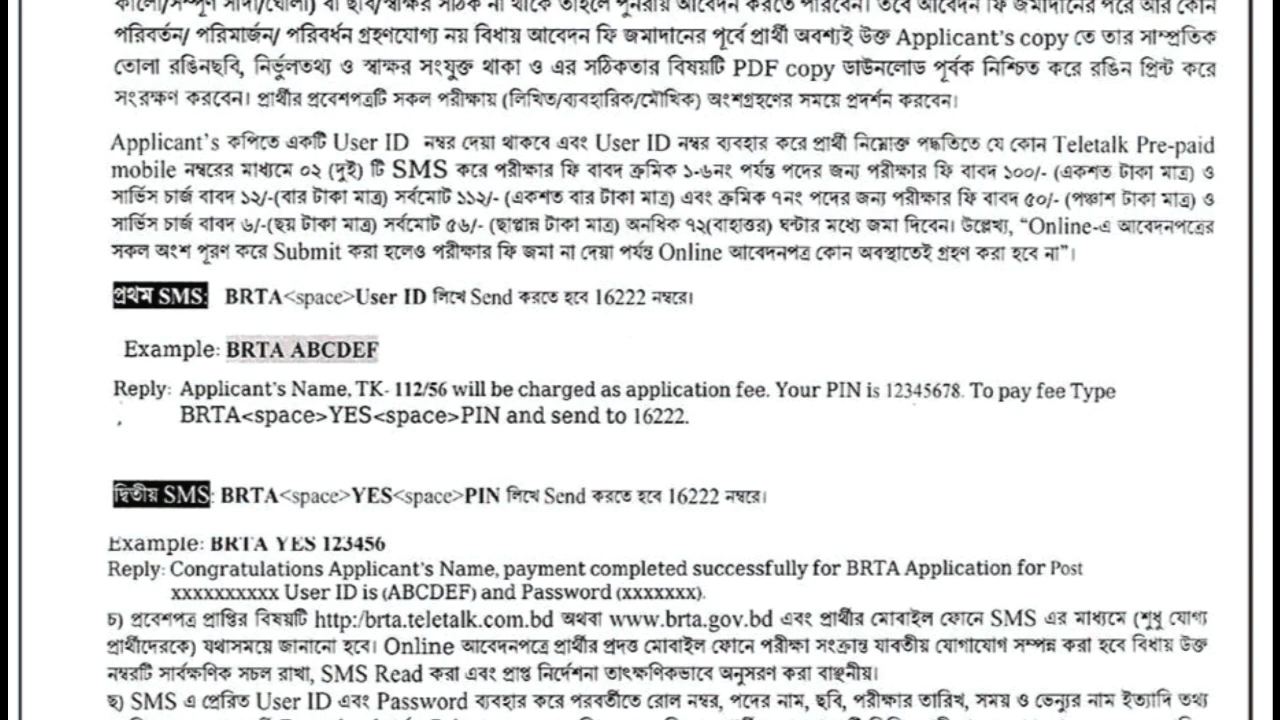 কালো/সম্পূর্ণ সাদা/ঘোলা) বা ছবি/স্বাক্ষর সঠিক না থাকে তাহলে পুনরায় আবেদন করতে পারবেন। তবে আবেদন ফি জমাদানের পরে আর কোন
পরিবর্তন/ পরিমার্জন/ পরিবর্ধন গ্রহণযোগ্য নয় বিধায় আবেদন ফি জমাদানের পূর্বে প্রার্থী অবশ্যই উক্ত Applicant's copy তে তার সাম্প্রতিক
তোলা রঙিনছবি, নির্ভুলতথ্য ও স্বাক্ষর সংযুক্ত থাকা ও এর সঠিকতার বিষয়টি PDF copy ডাউনলোড পূর্বক নিশ্চিত করে রঙিন প্রিন্ট করে
সংরক্ষণ করবেন। প্রার্থীর প্রবেশপত্রটি সকল পরীক্ষায় (লিখিত/ব্যবহারিক/মৌখিক) অংশগ্রহণের সময়ে প্রদর্শন করবেন।
Applicant's কপিতে একটি User ID নম্বর দেয়া থাকবে এবং User ID নম্বর ব্যবহার করে প্রার্থী নিম্নোক্ত পদ্ধতিতে যে কোন Teletalk Pre-paid
mobile নম্বরের মাধ্যমে ০২ (দুই) টি SMS করে পরীক্ষার ফি বাবদ ক্রমিক ১-৬নং পর্যন্ত পদের জন্য পরীক্ষার ফি বাবদ ১০০/- (একশত টাকা মাত্র) ও
সার্ভিস চার্জ বাবদ ১২/-(বার টাকা মাত্র) সর্বমোট ১১২/- (একশত বার টাকা মাত্র) এবং ক্রমিক ৭নং পদের জন্য পরীক্ষার ফি বাবদ ৫০/- (পঞ্চাশ টাকা মাত্র) ও
সার্ভিস চার্জ বাবদ ৬/-(ছয় টাকা মাত্র) সর্বমোট ৫৬/- (ছাপ্পান্ন টাকা মাত্র) অনধিক ৭২(বাহাত্তর) ঘন্টার মধ্যে জমা দিবেন। উল্লেখ্য, “Online-এ আবেদনপত্রের
সকল অংশ পূরণ করে Submit করা হলেও পরীক্ষার ফি জমা না দেয়া পর্যন্ত Online আবেদনপত্র কোন অবস্থাতেই গ্রহণ করা হবে না”।
প্রথম SMS: BRTA<space>User ID লিখে Send করতে হবে 16222 নম্বরে।
Example: BRTA ABCDEF
Reply: Applicant's Name, TK- 112/56 will be charged as application fee. Your PIN is 12345678. To pay fee Type
BRTA<space>YES<space>PIN and send to 16222.
দ্বিতীয় SMS: BRTA<space>YES<space>PIN লিখে Send করতে হবে 16222 নম্বরে।
Example: BRTA YES 123456
Reply: Congratulations Applicant's Name, payment completed successfully for BRTA Application for Post
xxxxxxxxxx User ID is (ABCDEF) and Password (xxxxxxx).
চ) প্রবেশপত্র প্রাপ্তির বিষয়টি http:/brta.teletalk.com.bd অথবা www.brta.gov.bd এবং প্রার্থীর মোবাইল ফোনে SMS এর মাধ্যমে (শুধু যোগ্য
প্রার্থীদেরকে) যথাসময়ে জানানো হবে। Online আবেদনপত্রে প্রার্থীর প্রদত্ত মোবাইল ফোনে পরীক্ষা সংক্রান্ত যাবতীয় যোগাযোগ সম্পন্ন করা হবে বিধায় উক্ত
নম্বরটি সার্বক্ষণিক সচল রাখা, SMS Read করা এবং প্রাপ্ত নির্দেশনা তাৎক্ষণিকভাবে অনুসরণ করা বাঞ্ছনীয়।
ছ) SMS এ প্রেরিত User ID এবং Password ব্যবহার করে পরবর্তীতে রোল নম্বর, পদের নাম, ছবি, পরীক্ষার তারিখ, সময় ও ভেন্যুর নাম ইত্যাদি তথ্য